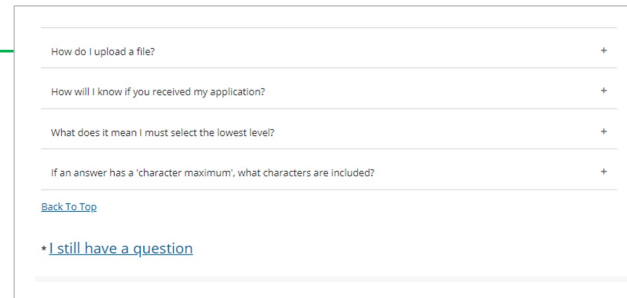 How do I upload a file? +
How will I know if you received my application? +
What does it mean I must select the lowest level? +
If an answer has a 'character maximum', what characters are included? +
Back To Top
* I still have a question